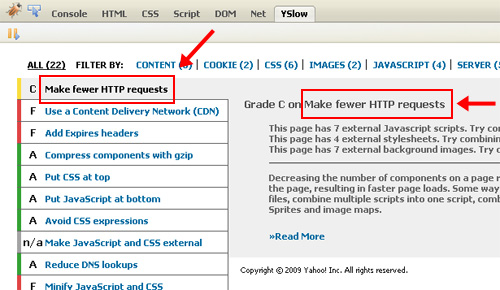 Console HTML CSS Script DOM Net YSlow
ALL (22) FILTER BY: CONTENT (6) | COOKIE (2) | CSS (6) | IMAGES (2) | JAVASCRIPT (4) | SERVER (
C Make fewer HTTP requests
F Use a Content Delivery Network (CDN)
F Add Expires headers
A Compress components with gzip
A Put CSS at top
A Put JavaScript at bottom
A Avoid CSS expressions
n/a Make JavaScript and CSS external
A Reduce DNS lookups
F Minify JavaScript and CSS
Grade C on Make fewer HTTP requests
This page has 7 external Javascript scripts. Try com
This page has 4 external stylesheets. Try combinin
This page has 7 external background images. Try c
Decreasing the number of components on a page r
the page, resulting in faster page loads. Some way
files, combine multiple scripts into one script, comb
Sprites and image maps.
»Read More
Copyright © 2009 Yahoo! Inc. All rights reserved.